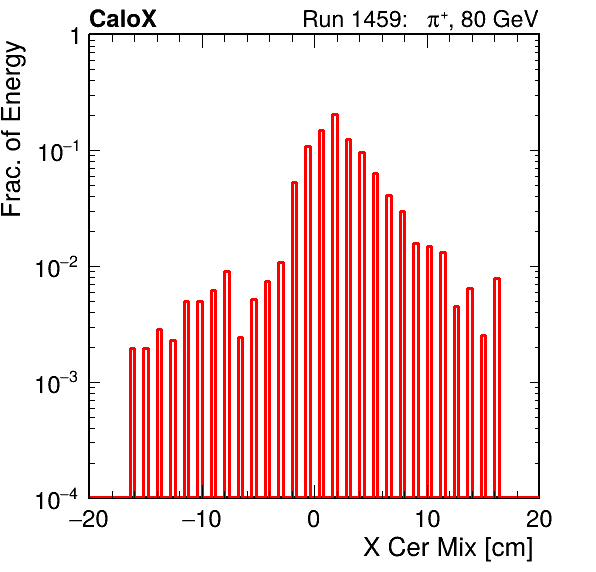 CaloX Run 1459: π⁺, 80 GeV
Frac. of Energy
1
10⁻¹
10⁻²
10⁻³
10⁻⁴
−20 −10 0 10 20
X Cer Mix [cm]